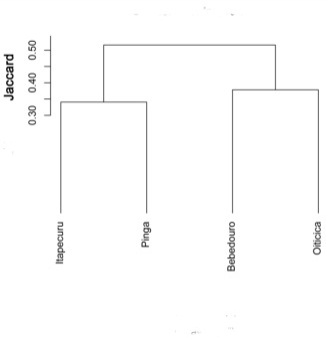 Jaccard
0.50
0.40
0.30
Itapecuru
Pinga
Bebedouro
Oiticica